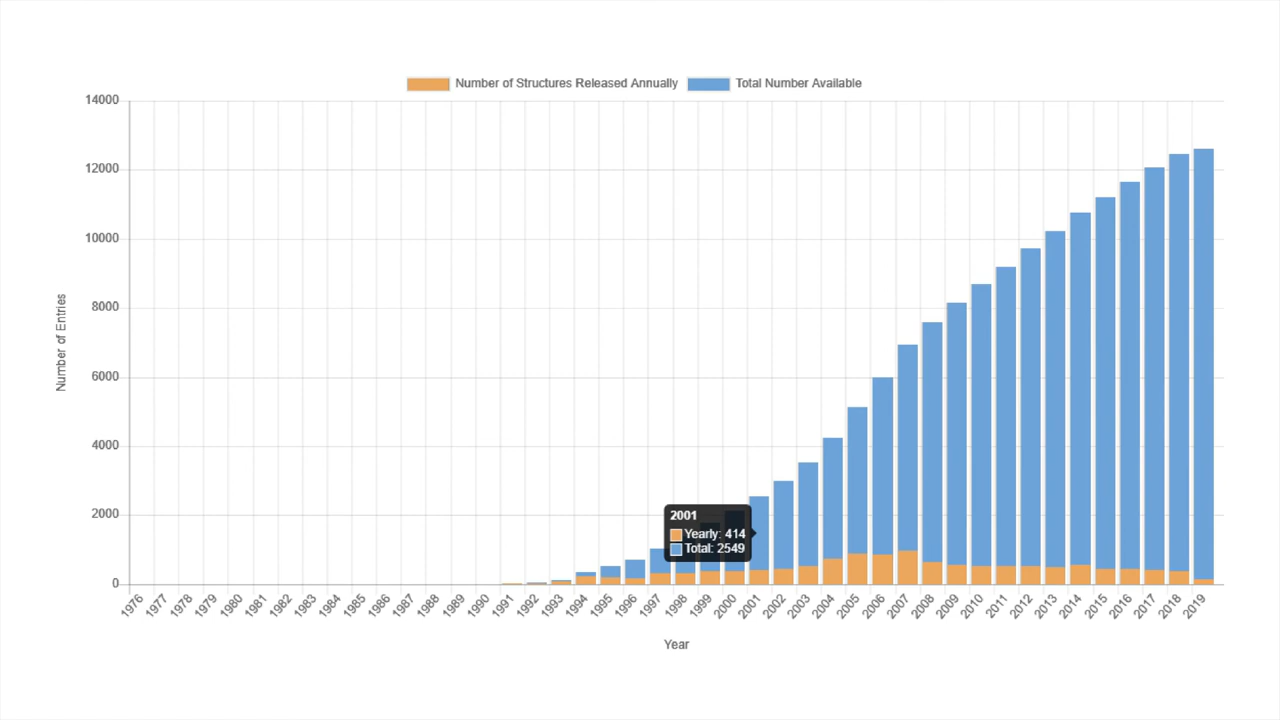 Number of Structures Released Annually Total Number Available
14000
12000
10000
8000
6000
4000
2000
0
Number of Entries
2001
Yearly: 414
Total: 2549
1976 1977 1978 1979 1980 1981 1982 1983 1984 1985 1986 1987 1988 1989 1990 1991 1992 1993 1994 1995 1996 1997 1998 1999 2000 2001 2002 2003 2004 2005 2006 2007 2008 2009 2010 2011 2012 2013 2014 2015 2016 2017 2018 2019
Year